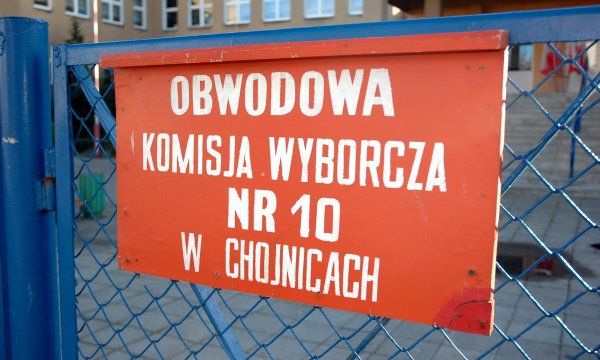 OBWODOWA
KOMISJA WYBORCZA
NR 10
W CHOJNICACH